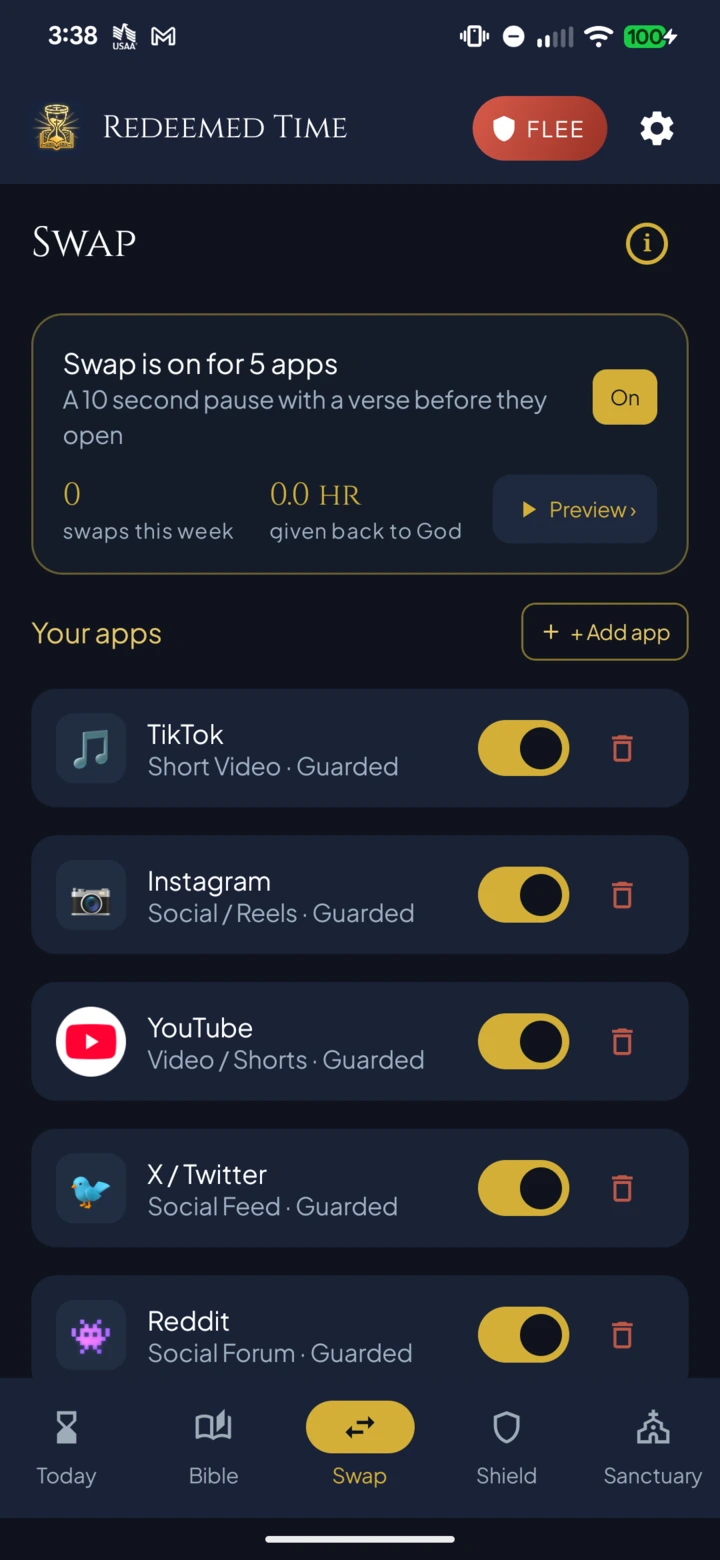 3:38 USAA 100
REDEEMED TIME FLEE
SWAP i
Swap is on for 5 apps
A 10 second pause with a verse before they
open
On
0 0.0 HR
swaps this week given back to God
Preview ›
Your apps + + Add app
TikTok
Short Video · Guarded
Instagram
Social / Reels · Guarded
YouTube
Video / Shorts · Guarded
X / Twitter
Social Feed · Guarded
Reddit
Social Forum · Guarded
Today Bible Swap Shield Sanctuary